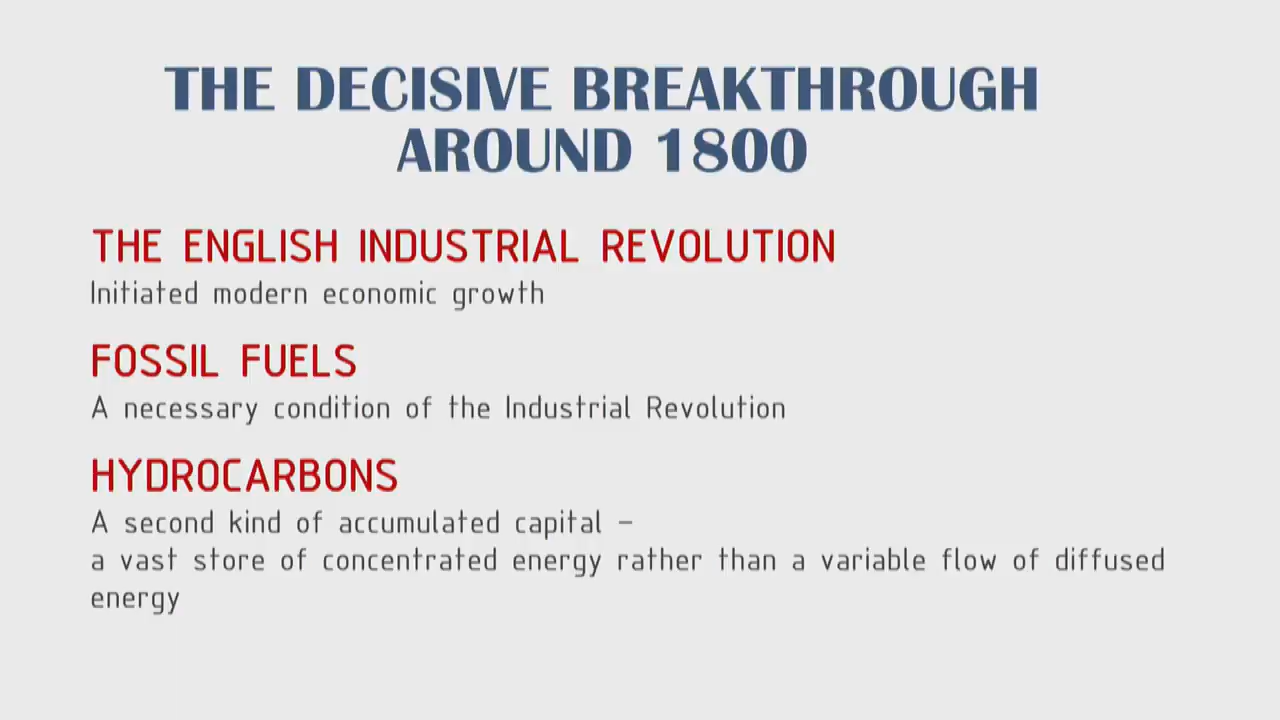 THE DECISIVE BREAKTHROUGH
AROUND 1800
THE ENGLISH INDUSTRIAL REVOLUTION
Initiated modern economic growth
FOSSIL FUELS
A necessary condition of the Industrial Revolution
HYDROCARBONS
A second kind of accumulated capital –
a vast store of concentrated energy rather than a variable flow of diffused
energy